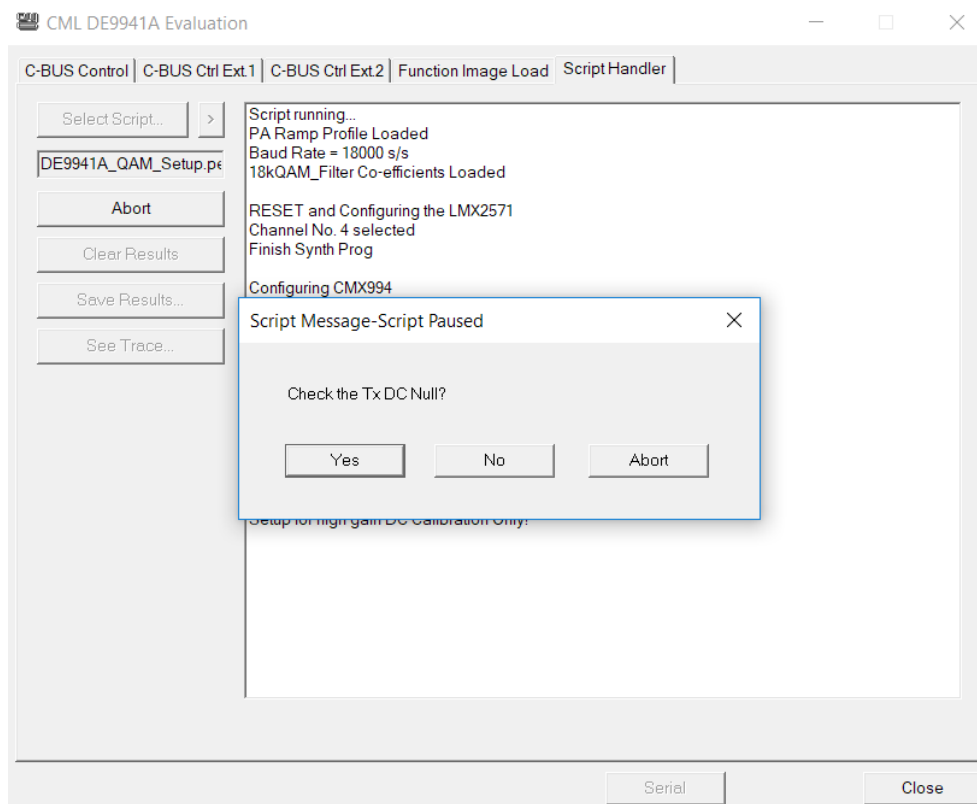 CML DE9941A Evaluation
C-BUS Control C-BUS Ctrl Ext.1 C-BUS Ctrl Ext.2 Function Image Load Script Handler
Select Script... >
DE9941A_QAM_Setup.pe
Abort
Clear Results
Save Results...
See Trace...
Script running...
PA Ramp Profile Loaded
Baud Rate = 18000 s/s
18kQAM_Filter Co-efficients Loaded
RESET and Configuring the LMX2571
Channel No. 4 selected
Finish Synth Prog
Configuring CMX994
Script Message-Script Paused
Check the Tx DC Null?
Yes No Abort
Setup for high gain DC Calibration Only!
Serial Close